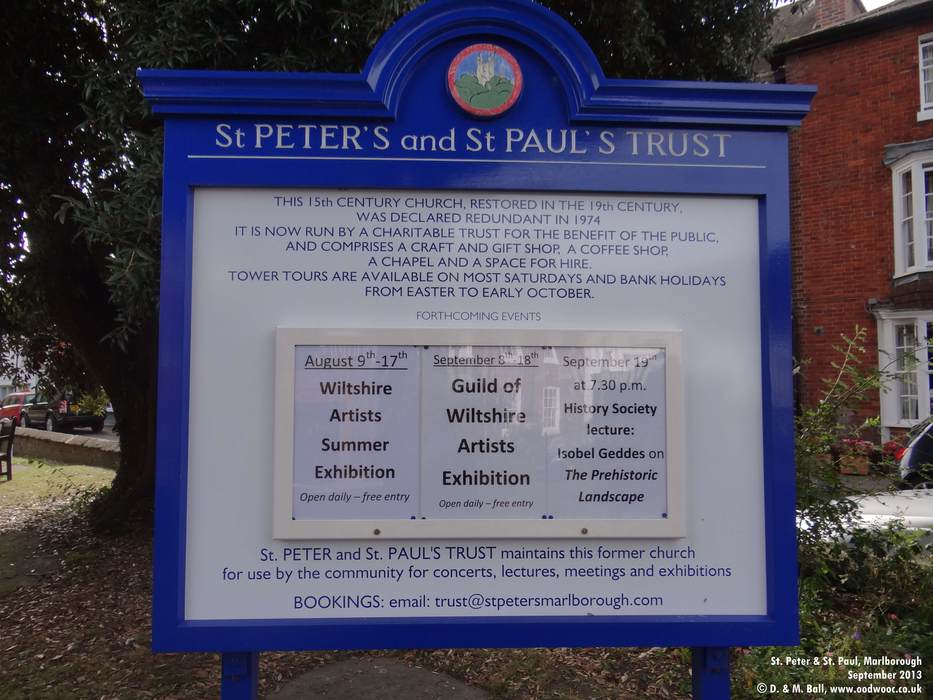 St PETER'S and St PAUL'S TRUST
THIS 15th CENTURY CHURCH, RESTORED IN THE 19th CENTURY,
WAS DECLARED REDUNDANT IN 1974
IT IS NOW RUN BY A CHARITABLE TRUST FOR THE BENEFIT OF THE PUBLIC,
AND COMPRISES A CRAFT AND GIFT SHOP, A COFFEE SHOP,
A CHAPEL AND A SPACE FOR HIRE.
TOWER TOURS ARE AVAILABLE ON MOST SATURDAYS AND BANK HOLIDAYS
FROM EASTER TO EARLY OCTOBER.
FORTHCOMING EVENTS
August 9th-17th
Wiltshire
Artists
Summer
Exhibition
Open daily – free entry
September 8th-18th
Guild of
Wiltshire
Artists
Exhibition
Open daily – free entry
September 19th
at 7.30 p.m.
History Society
lecture:
Isobel Geddes on
The Prehistoric
Landscape
St. PETER and St. PAUL'S TRUST maintains this former church
for use by the community for concerts, lectures, meetings and exhibitions
BOOKINGS: email: trust@stpetersmarlborough.com
St. Peter & St. Paul, Marlborough
September 2013
© D. & M. Ball, www.oodwooc.co.uk